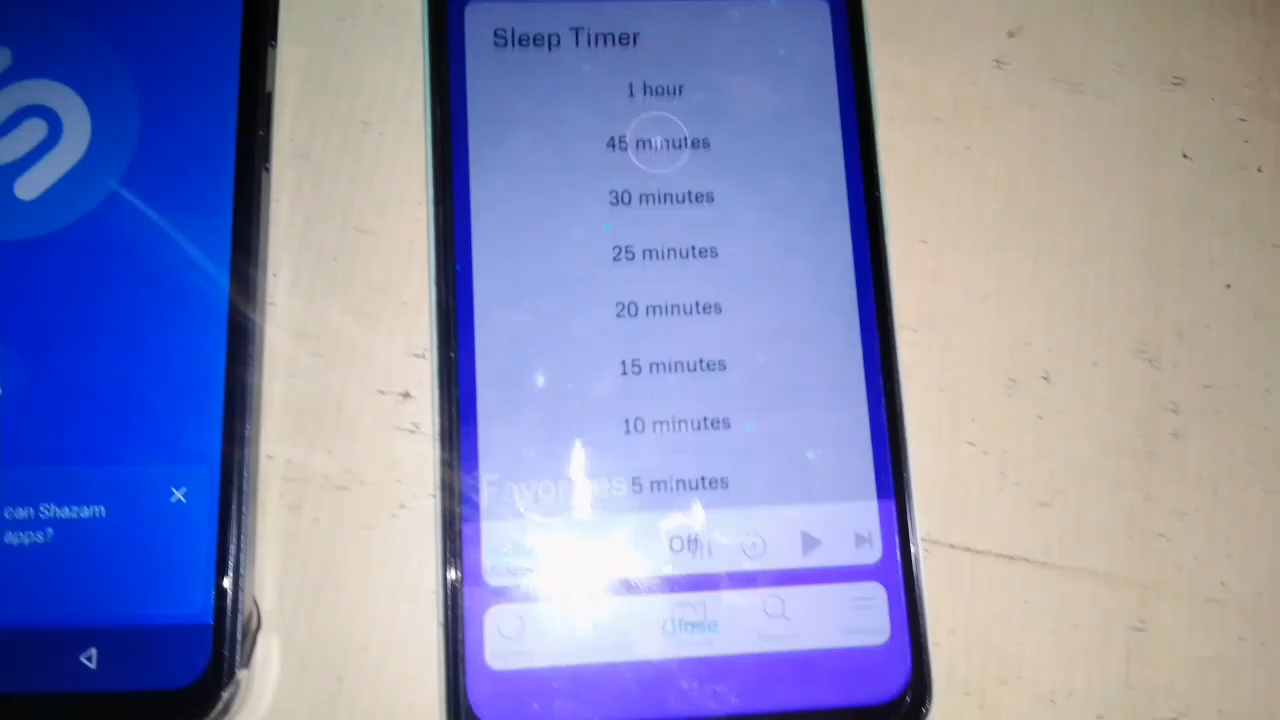 Sleep Timer
1 hour
45 minutes
30 minutes
25 minutes
20 minutes
15 minutes
10 minutes
5 minutes
Favorites
Off
Close
can Shazam
apps?